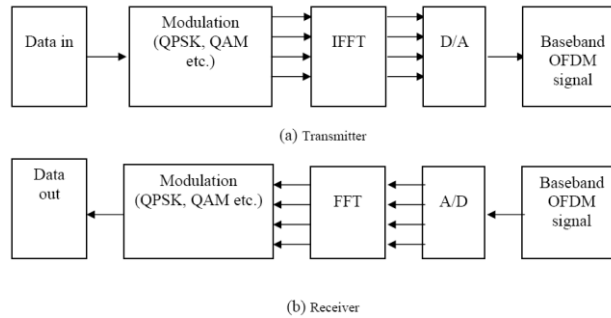 Data in
Modulation
(QPSK, QAM
etc.)
IFFT
D/A
Baseband
OFDM
signal
(a) Transmitter
Data
out
Modulation
(QPSK, QAM etc.)
FFT
A/D
Baseband
OFDM
signal
(b) Receiver